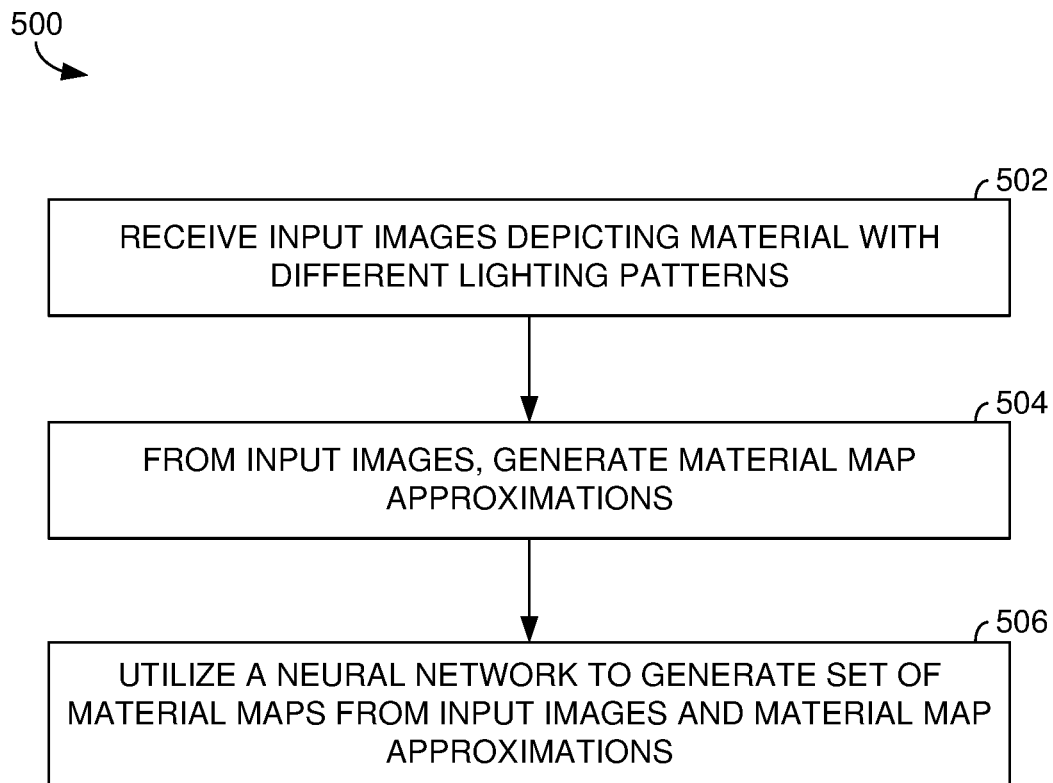 500
502
RECEIVE INPUT IMAGES DEPICTING MATERIAL WITH
DIFFERENT LIGHTING PATTERNS
504
FROM INPUT IMAGES, GENERATE MATERIAL MAP
APPROXIMATIONS
506
UTILIZE A NEURAL NETWORK TO GENERATE SET OF
MATERIAL MAPS FROM INPUT IMAGES AND MATERIAL MAP
APPROXIMATIONS